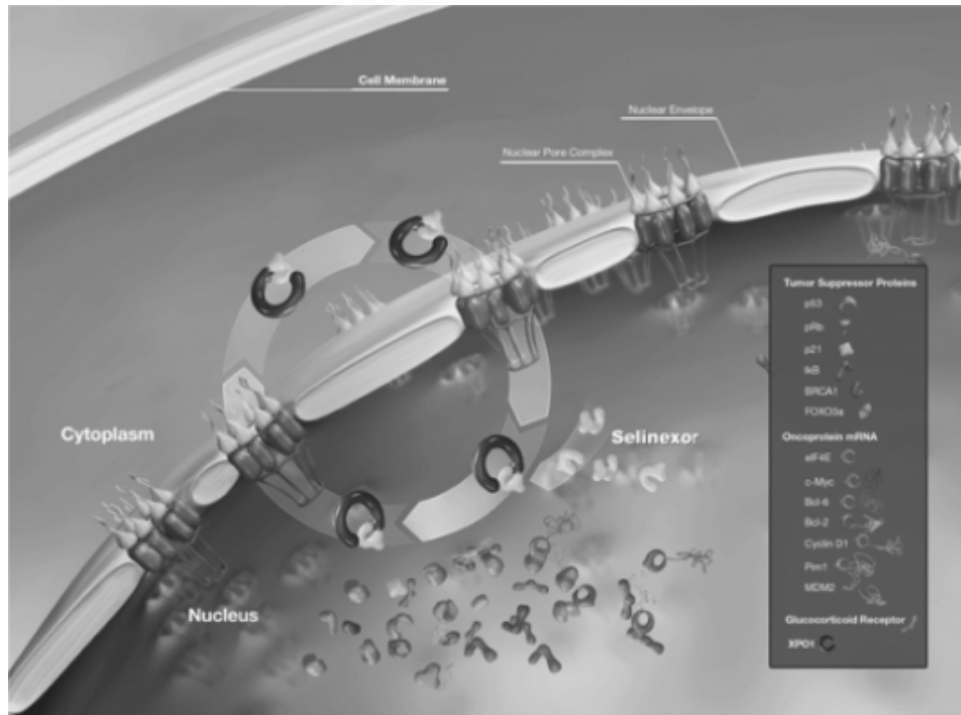 Cell Membrane
Nuclear Envelope
Nuclear Pore Complex
Cytoplasm
Selinexor
Nucleus
Tumor Suppressor Proteins
p53
pRb
p21
IkB
BRCA1
FOXO3a
Oncoprotein mRNA
eIF4E
c-Myc
Bcl-6
Bcl-2
Cyclin D1
Pim1
MDM2
Glucocorticoid Receptor
XPO1